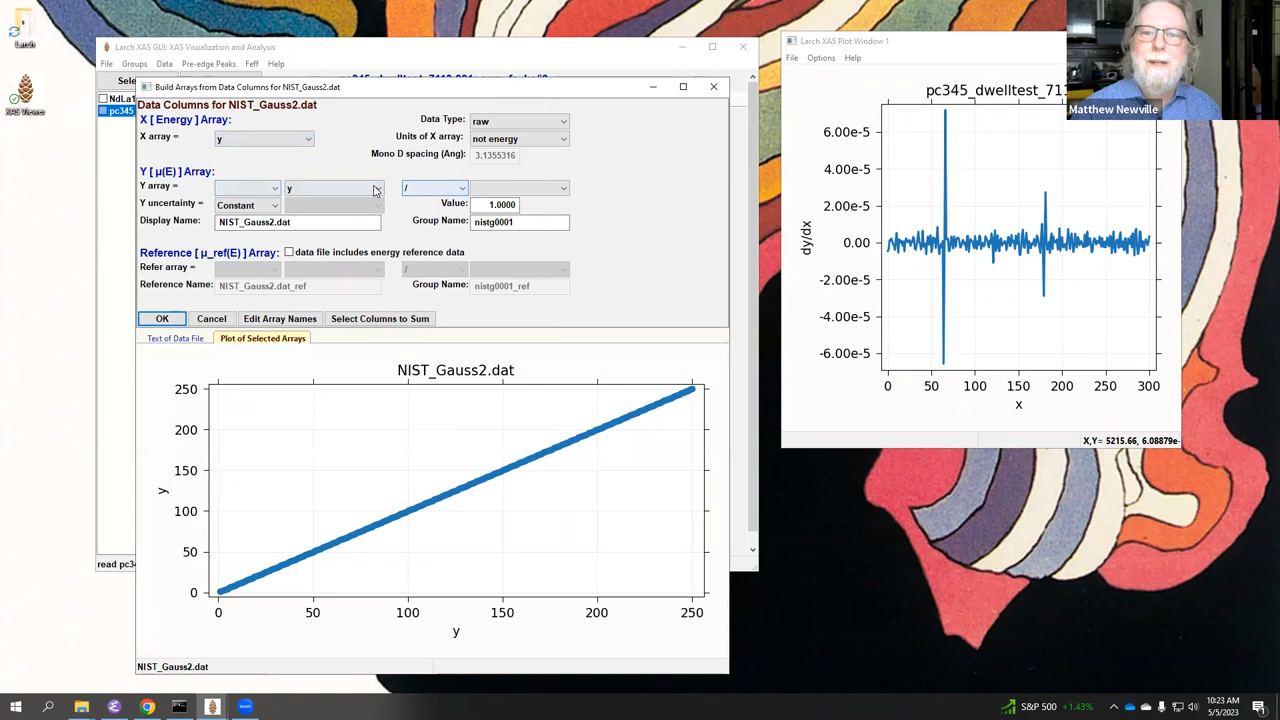 Larch
XAS Viewer
Larch XAS GUI: XAS Visualization and Analysis
File Groups Data Pre-edge Peaks Feff Help
Selec
NdLa1
pc345
read pc34
Build Arrays from Data Columns for NIST_Gauss2.dat
Data Columns for NIST_Gauss2.dat
X [ Energy ] Array:
Data Type: raw
X array = y
Units of X array: not energy
Mono D spacing (Ang): 3.1355316
Y [ μ(E) ] Array:
Y array = y /
Y uncertainty = Constant
Value: 1.0000
Display Name: NIST_Gauss2.dat
Group Name: nistg0001
Reference [ μ_ref(E) ] Array: data file includes energy reference data
Refer array = /
Reference Name: NIST_Gauss2.dat_ref
Group Name: nistg0001_ref
OK Cancel Edit Array Names Select Columns to Sum
Text of Data File Plot of Selected Arrays
NIST_Gauss2.dat
250
200
150
100
50
0
y
0 50 100 150 200 250
y
NIST_Gauss2.dat
Larch XAS Plot Window 1
File Options Help
pc345_dwelltest_711
6.00e-5
4.00e-5
2.00e-5
0.00
-2.00e-5
-4.00e-5
-6.00e-5
dy/dx
0 50 100 150 200 250 300
x
X,Y= 5215.66, 6.08879e-
Matthew Newville
S&P 500 +1.43%
10:23 AM
5/5/2023
1